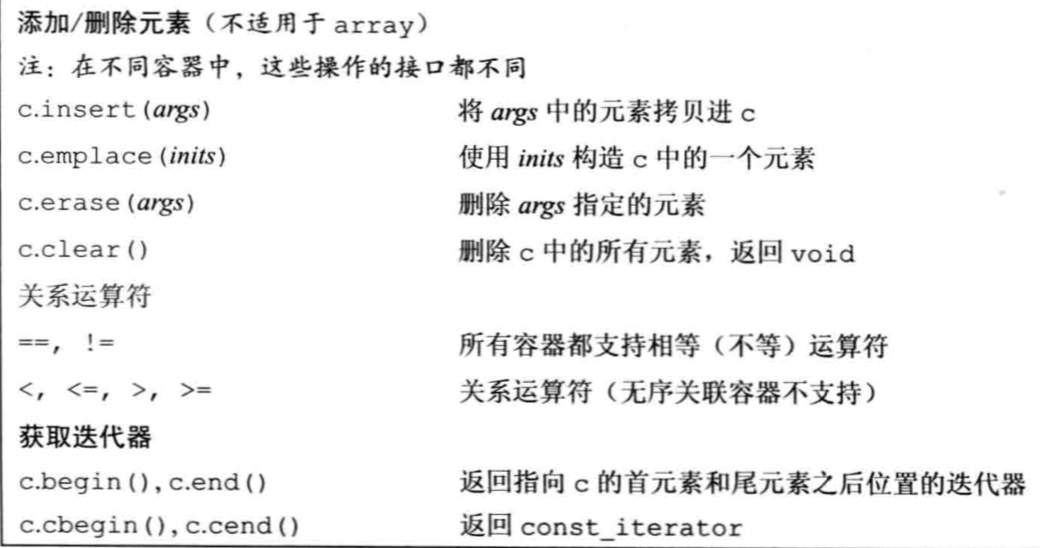 添加/删除元素（不适用于 array）
注：在不同容器中，这些操作的接口都不同
c.insert(args) 将 args 中的元素拷贝进 c
c.emplace(inits) 使用 inits 构造 c 中的一个元素
c.erase(args) 删除 args 指定的元素
c.clear() 删除 c 中的所有元素，返回 void
关系运算符
==, != 所有容器都支持相等（不等）运算符
<, <=, >, >= 关系运算符（无序关联容器不支持）
获取迭代器
c.begin(),c.end() 返回指向 c 的首元素和尾元素之后位置的迭代器
c.cbegin(),c.cend() 返回 const_iterator